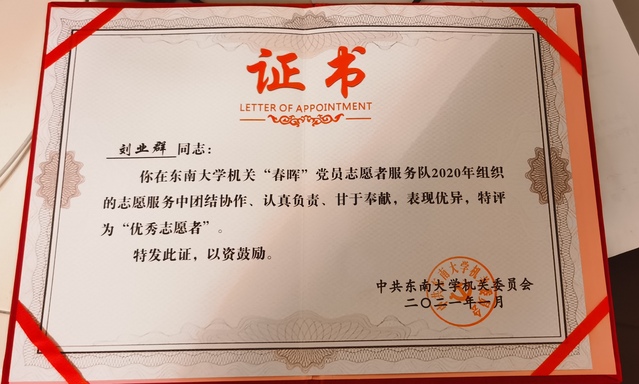 证书
LETTER OF APPOINTMENT
刘业群 同志：
你在东南大学机关“春晖”党员志愿者服务队2020年组织
的志愿服务中团结协作、认真负责、甘于奉献，表现优异，特评
为“优秀志愿者”。
特发此证，以资鼓励。
中共东南大学机关委员会
二〇二一年一月